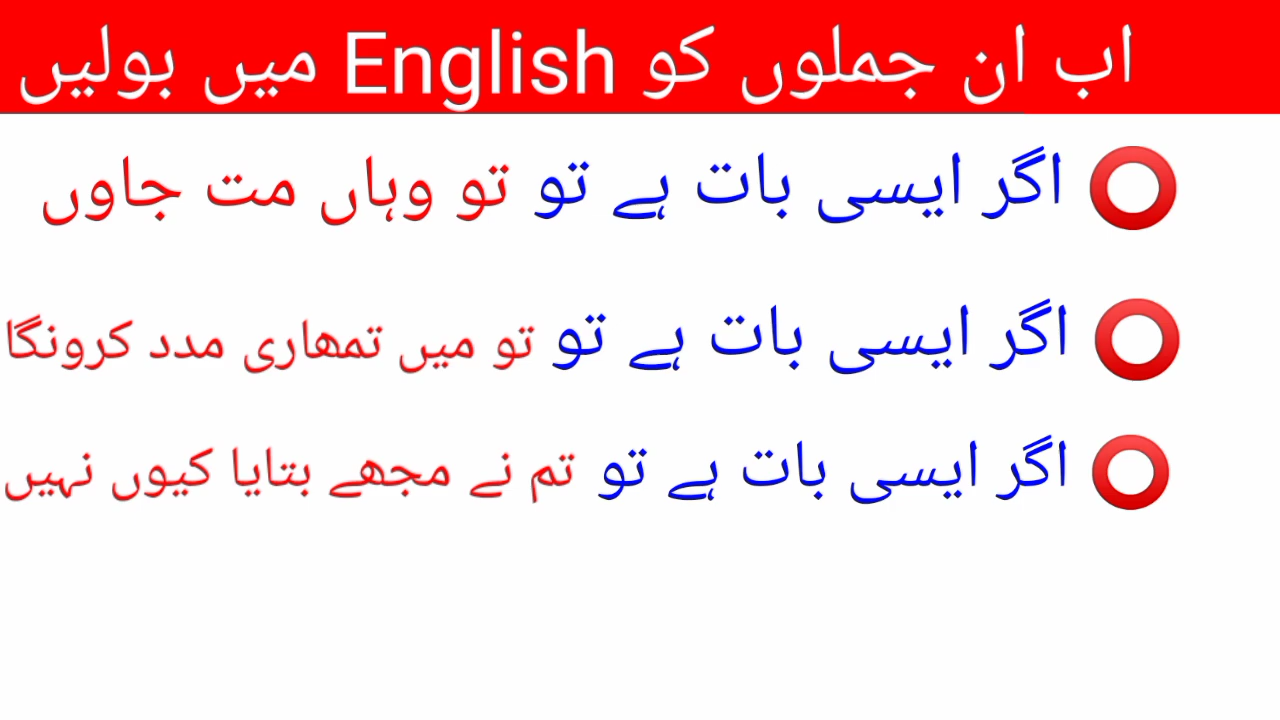 اب ان جملوں کو English میں بولیں
اگر ایسی بات ہے تو تو وہاں مت جاوں
اگر ایسی بات ہے تو تو میں تمھاری مدد کرونگا
اگر ایسی بات ہے تو تم نے مجھے بتایا کیوں نہیں